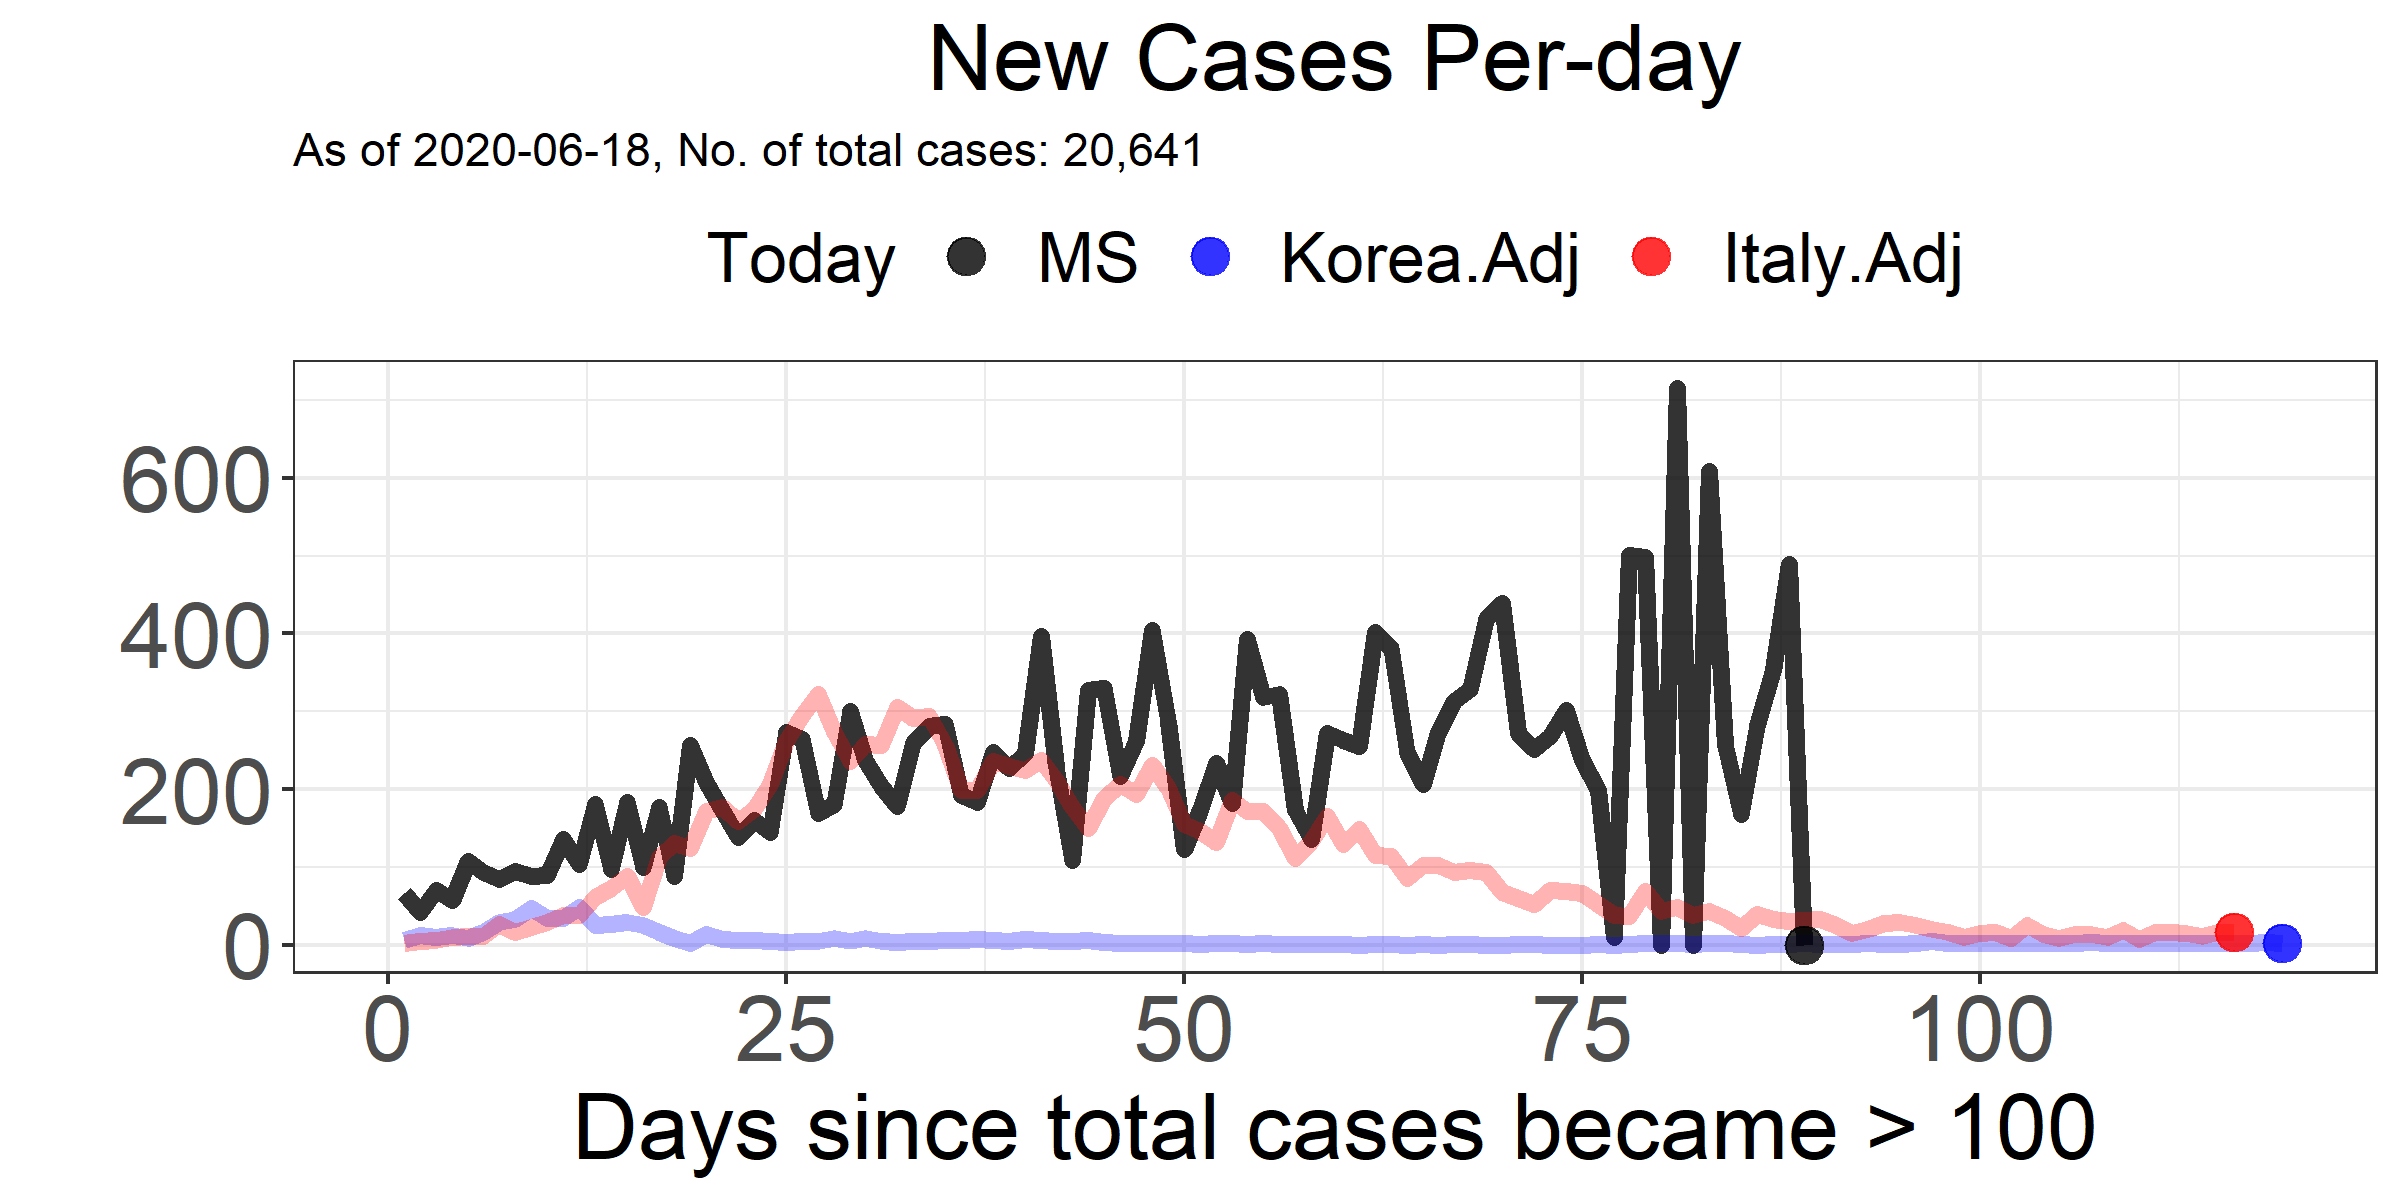 New Cases Per-day
As of 2020-06-18, No. of total cases: 20,641
Today MS Korea.Adj Italy.Adj
600
400
200
0
0 25 50 75 100
Days since total cases became > 100